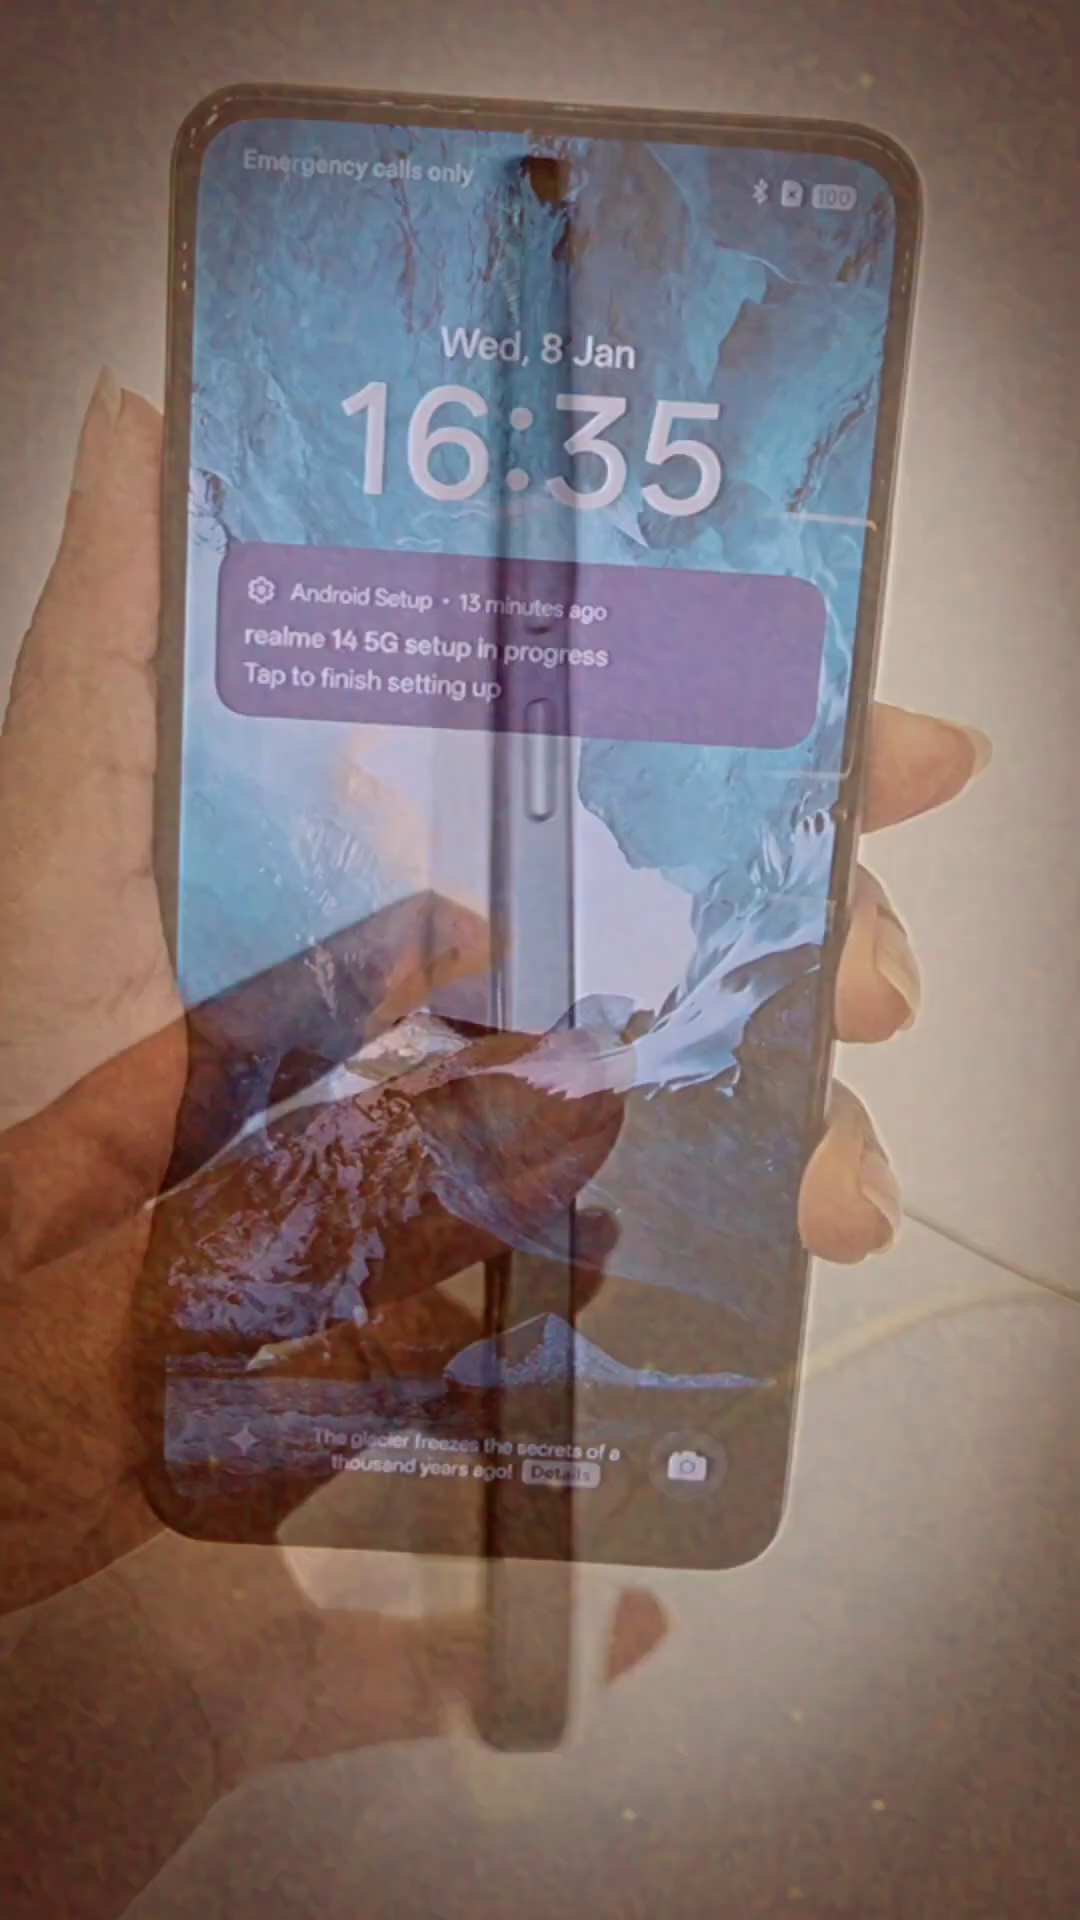 Emergency calls only
100
Wed, 8 Jan
16:35
Android Setup • 13 minutes ago
realme 14 5G setup in progress
Tap to finish setting up
The glacier freezes the secrets of a
thousand years ago! Details